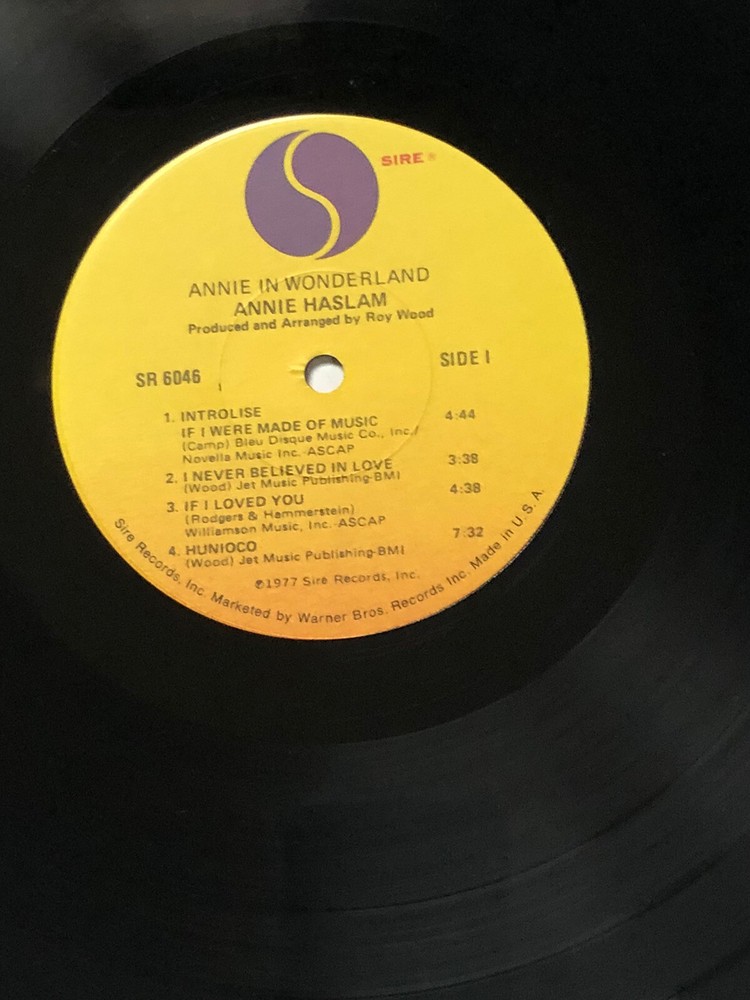 SIRE®
ANNIE IN WONDERLAND
ANNIE HASLAM
Produced and Arranged by Roy Wood
SR 6046
SIDE I
1. INTROLISE
IF I WERE MADE OF MUSIC 4:44
(Camp) Bleu Disque Music Co., Inc./
Novella Music Inc.-ASCAP
2. I NEVER BELIEVED IN LOVE 3:38
(Wood) Jet Music Publishing-BMI
3. IF I LOVED YOU 4:38
(Rodgers & Hammerstein)
Williamson Music, Inc.-ASCAP
4. HUNIOCO 7:32
(Wood) Jet Music Publishing-BMI
℗1977 Sire Records, Inc.
Sire Records, Inc. Marketed by Warner Bros. Records Inc. Made in U.S.A.